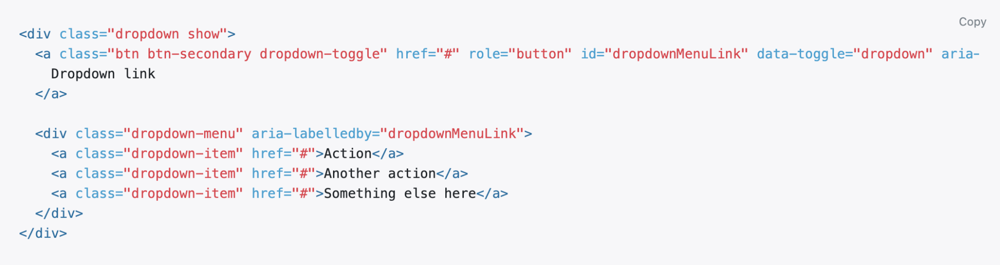 Copy
<div class="dropdown show">
  <a class="btn btn-secondary dropdown-toggle" href="#" role="button" id="dropdownMenuLink" data-toggle="dropdown" aria-
    Dropdown link
  </a>

  <div class="dropdown-menu" aria-labelledby="dropdownMenuLink">
    <a class="dropdown-item" href="#">Action</a>
    <a class="dropdown-item" href="#">Another action</a>
    <a class="dropdown-item" href="#">Something else here</a>
  </div>
</div>